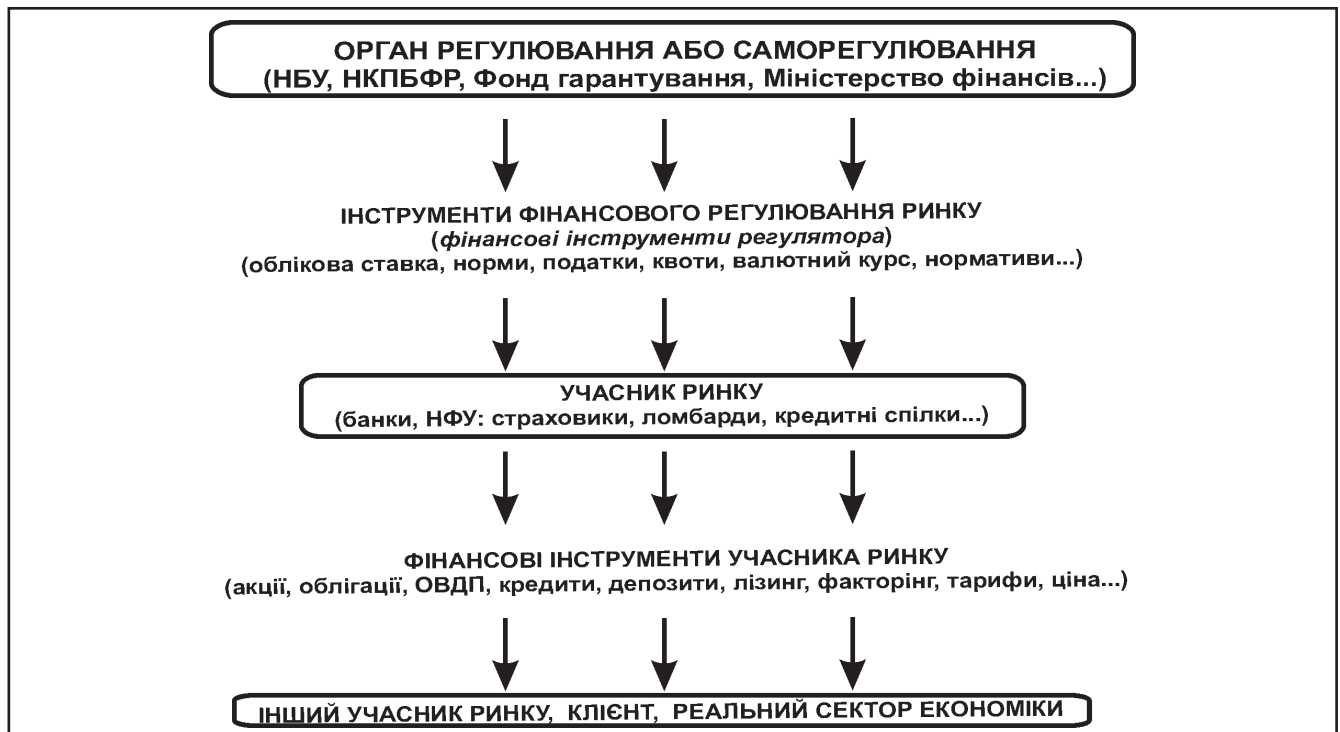 ОРГАН РЕГУЛЮВАННЯ АБО САМОРЕГУЛЮВАННЯ
(НБУ, НКПБФР, Фонд гарантування, Міністерство фінансів...)
ІНСТРУМЕНТИ ФІНАНСОВОГО РЕГУЛЮВАННЯ РИНКУ
(фінансові інструменти регулятора)
(облікова ставка, норми, податки, квоти, валютний курс, нормативи...)
УЧАСНИК РИНКУ
(банки, НФУ: страховики, ломбарди, кредитні спілки...)
ФІНАНСОВІ ІНСТРУМЕНТИ УЧАСНИКА РИНКУ
(акції, облігації, ОВДП, кредити, депозити, лізинг, факторінг, тарифи, ціна...)
ІНШИЙ УЧАСНИК РИНКУ, КЛІЄНТ, РЕАЛЬНИЙ СЕКТОР ЕКОНОМІКИ